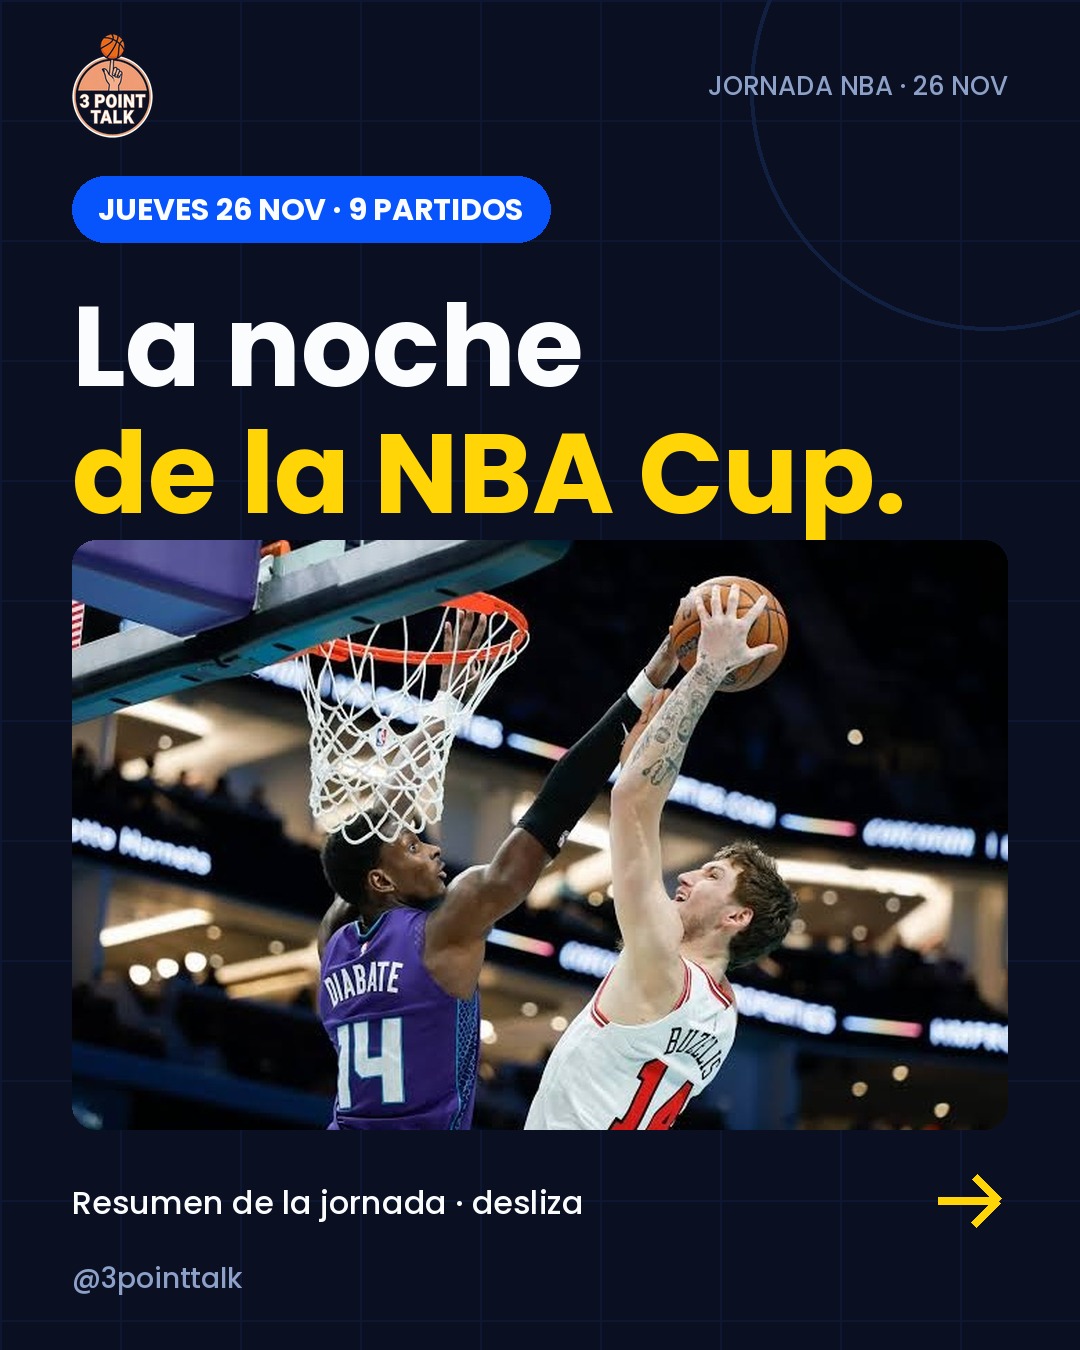 3 POINT
TALK
JORNADA NBA · 26 NOV
JUEVES 26 NOV · 9 PARTIDOS
La noche
de la NBA Cup.
DIABATE
14
BUZELIS
14
Resumen de la jornada · desliza
@3pointtalk